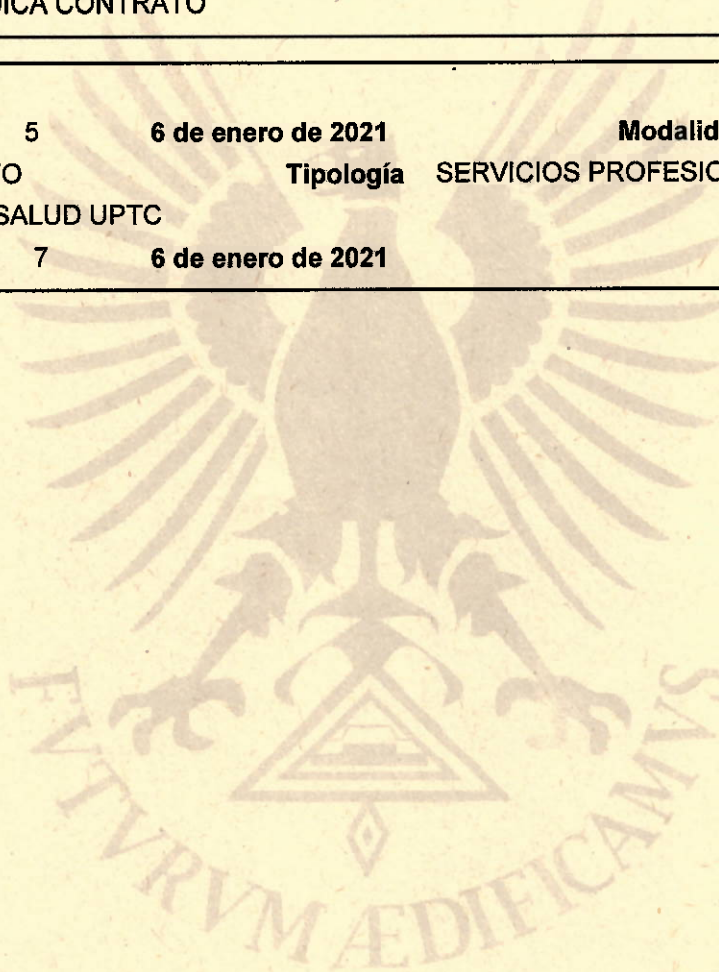 DICA CONTRATO
5 6 de enero de 2021 Modalid
TO Tipología SERVICIOS PROFESIO
SALUD UPTC
7 6 de enero de 2021
FVTVRVM ÆDIFICAMVS